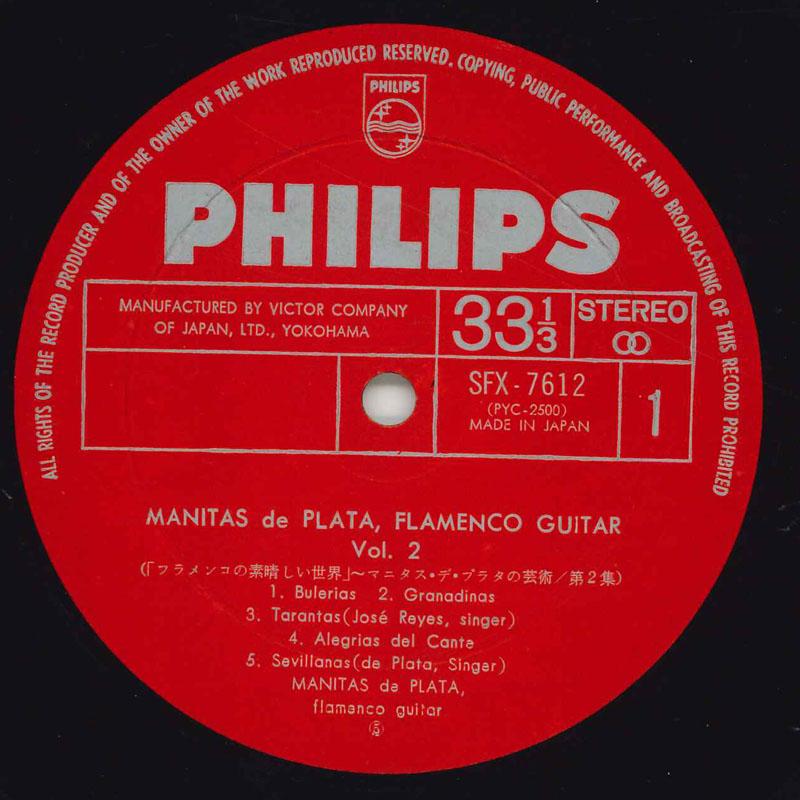 ALL RIGHTS OF THE RECORD PRODUCER AND OF THE OWNER OF THE WORK REPRODUCED RESERVED. COPYING, PUBLIC PERFORMANCE AND BROADCASTING OF THIS RECORD PROHIBITED
PHILIPS
PHILIPS
MANUFACTURED BY VICTOR COMPANY
OF JAPAN, LTD., YOKOHAMA
33 1/3
STEREO
SFX-7612
(PYC-2500)
MADE IN JAPAN
1
MANITAS de PLATA, FLAMENCO GUITAR
Vol. 2
(「フラメンコの素晴しい世界」〜マニタス・デ・プラタの芸術/第2集)
1. Bulerias 2. Granadinas
3. Tarantas(José Reyes, singer)
4. Alegrias del Cante
5. Sevillanas(de Plata, Singer)
MANITAS de PLATA,
flamenco guitar